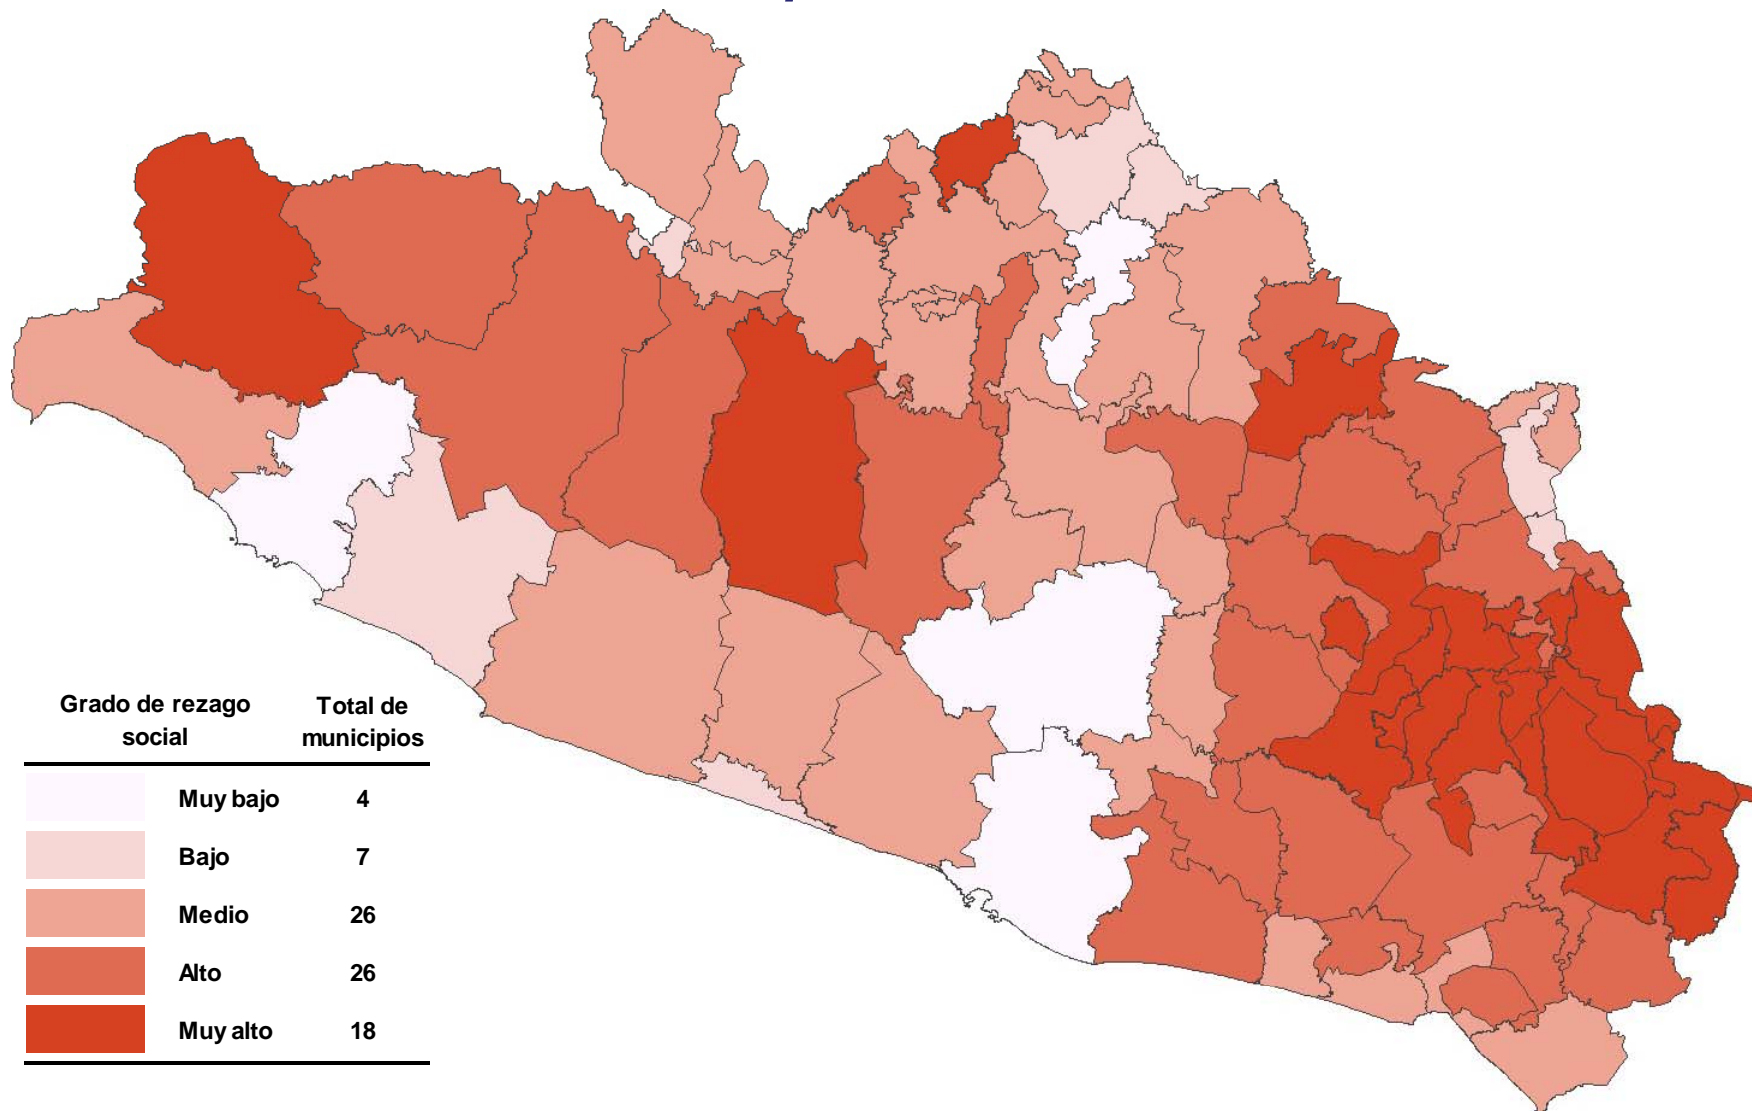 Grado de rezago social
Total de municipios
Muy bajo 4
Bajo 7
Medio 26
Alto 26
Muy alto 18